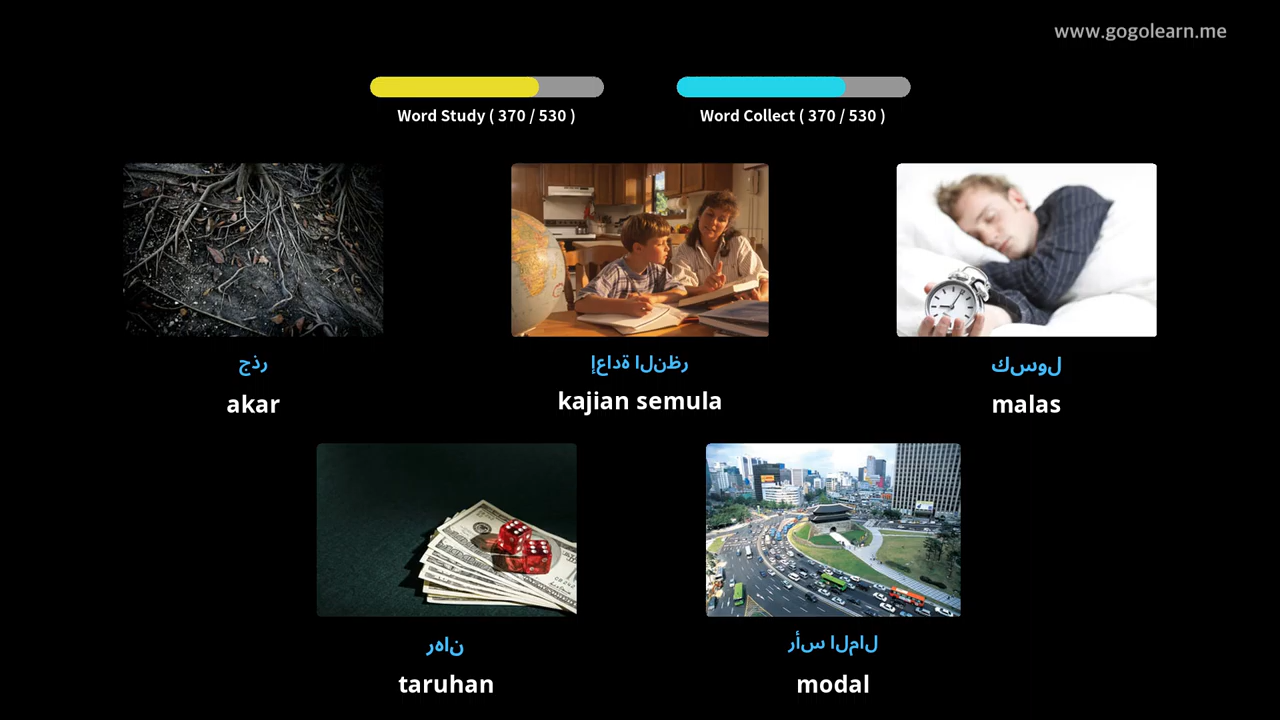 www.gogolearn.me
Word Study ( 370 / 530 )
Word Collect ( 370 / 530 )
جذر
إعادة النظر
كسول
akar
kajian semula
malas
رهان
رأس المال
taruhan
modal